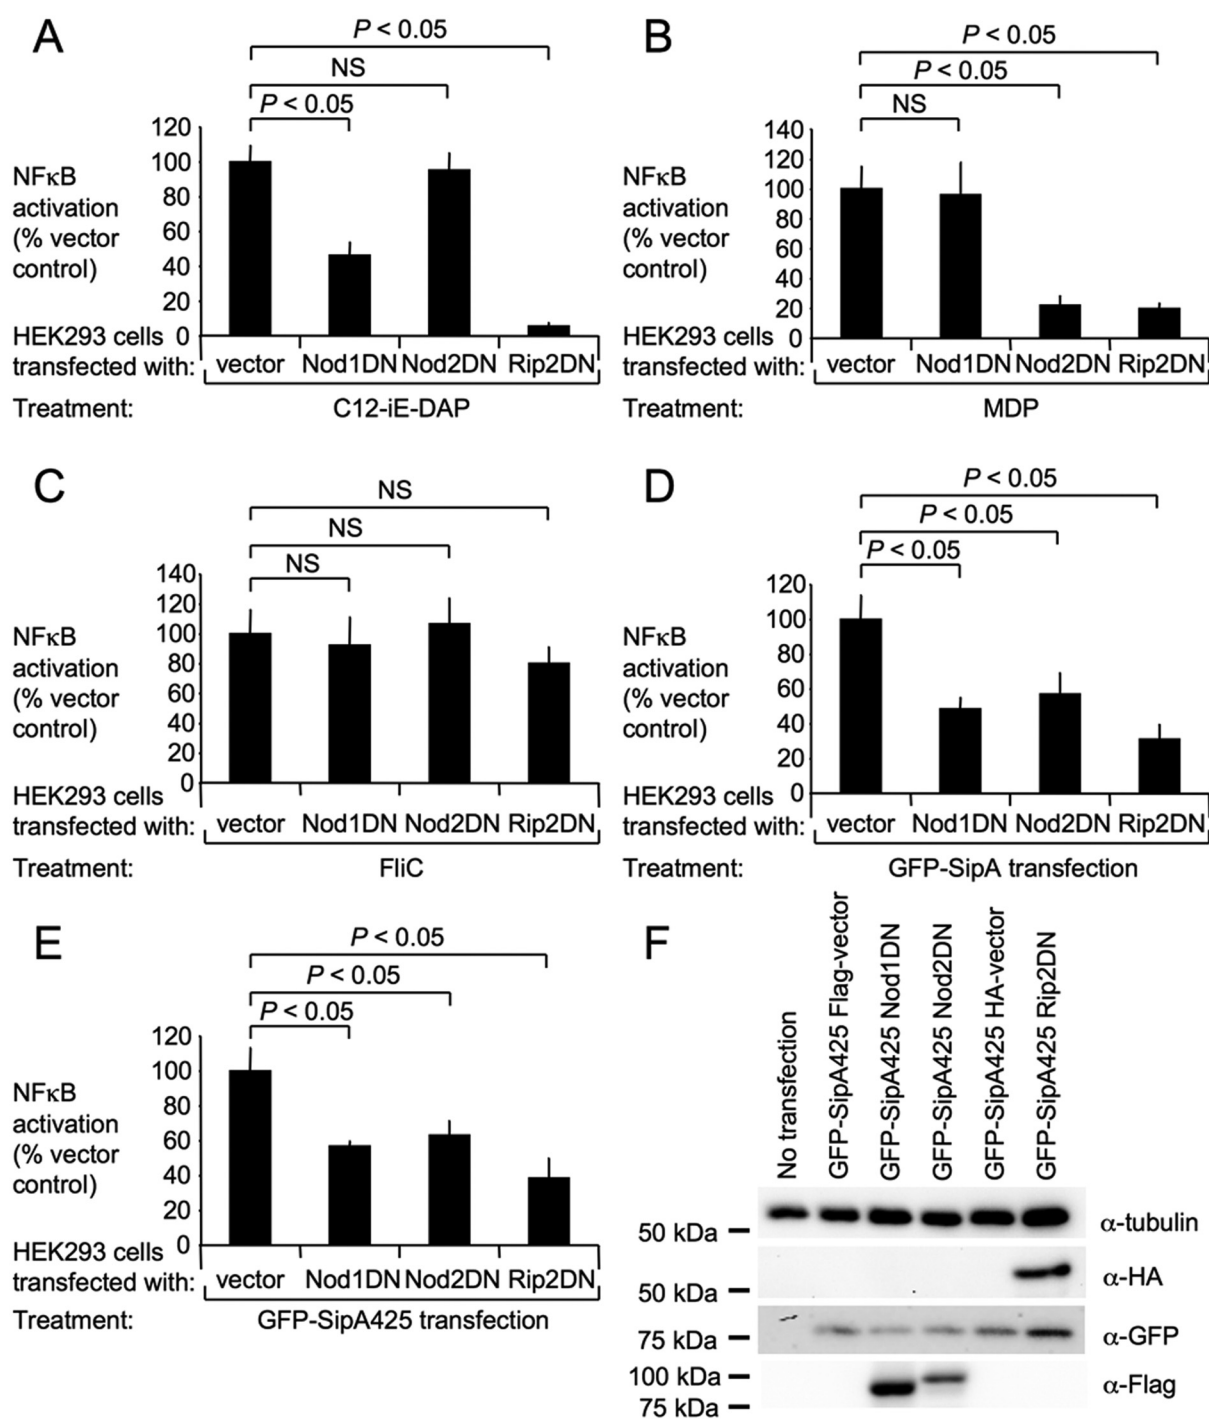 A
P < 0.05
NS
P < 0.05
120
100
80
60
40
20
0
NFκB
activation
(% vector
control)
HEK293 cells
transfected with: vector Nod1DN Nod2DN Rip2DN
Treatment: C12-iE-DAP
B
P < 0.05
P < 0.05
NS
140
120
100
80
60
40
20
0
NFκB
activation
(% vector
control)
HEK293 cells
transfected with: vector Nod1DN Nod2DN Rip2DN
Treatment: MDP
C
NS
NS
NS
140
120
100
80
60
40
20
0
NFκB
activation
(% vector
control)
HEK293 cells
transfected with: vector Nod1DN Nod2DN Rip2DN
Treatment: FliC
D
P < 0.05
P < 0.05
P < 0.05
120
100
80
60
40
20
0
NFκB
activation
(% vector
control)
HEK293 cells
transfected with: vector Nod1DN Nod2DN Rip2DN
Treatment: GFP-SipA transfection
E
P < 0.05
P < 0.05
P < 0.05
120
100
80
60
40
20
0
NFκB
activation
(% vector
control)
HEK293 cells
transfected with: vector Nod1DN Nod2DN Rip2DN
Treatment: GFP-SipA425 transfection
F
No transfection
GFP-SipA425 Flag-vector
GFP-SipA425 Nod1DN
GFP-SipA425 Nod2DN
GFP-SipA425 HA-vector
GFP-SipA425 Rip2DN
50 kDa α-tubulin
50 kDa α-HA
75 kDa α-GFP
100 kDa α-Flag
75 kDa